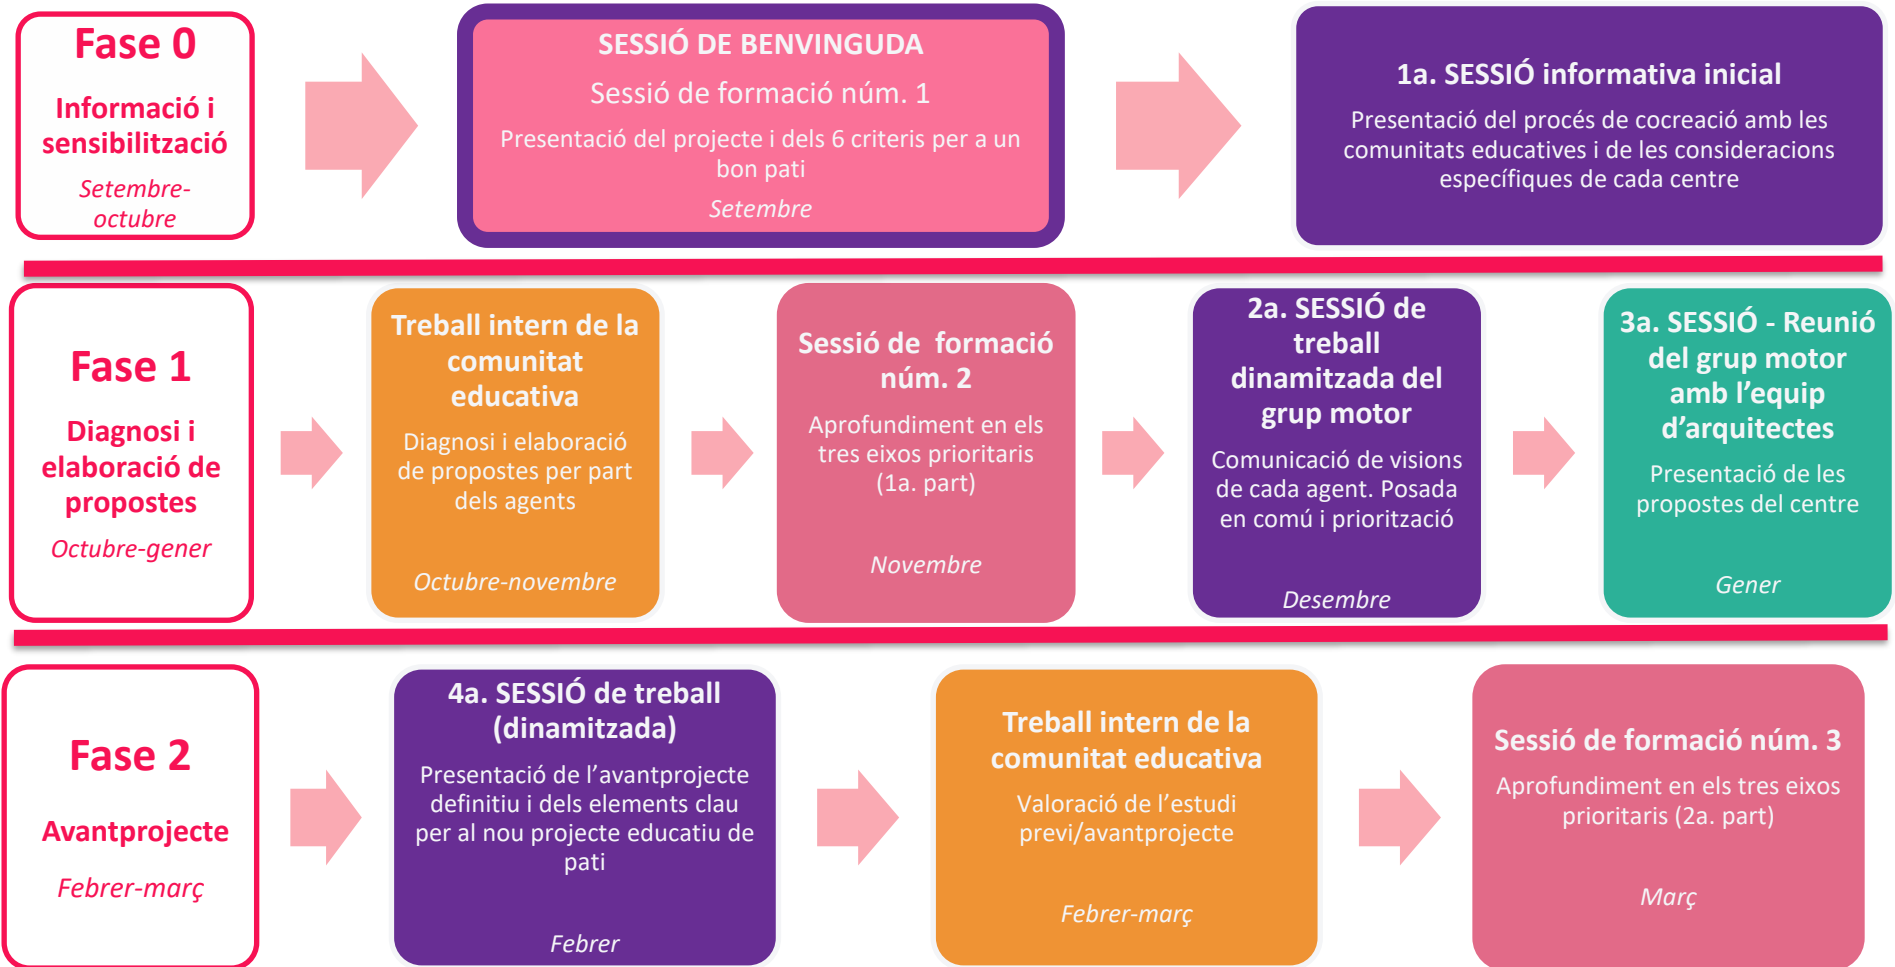 Fase 0
Informació i
sensibilització
Setembre-
octubre
SESSIÓ DE BENVINGUDA
Sessió de formació núm. 1
Presentació del projecte i dels 6 criteris per a un
bon pati
Setembre
1a. SESSIÓ informativa inicial
Presentació del procés de cocreació amb les
comunitats educatives i de les consideracions
específiques de cada centre
Fase 1
Diagnosi i
elaboració de
propostes
Octubre-gener
Treball intern de la
comunitat
educativa
Diagnosi i elaboració
de propostes per part
dels agents
Octubre-novembre
Sessió de formació
núm. 2
Aprofundiment en els
tres eixos prioritaris
(1a. part)
Novembre
2a. SESSIÓ de
treball
dinamitzada del
grup motor
Comunicació de visions
de cada agent. Posada
en comú i priorització
Desembre
3a. SESSIÓ - Reunió
del grup motor
amb l’equip
d’arquitectes
Presentació de les
propostes del centre
Gener
Fase 2
Avantprojecte
Febrer-març
4a. SESSIÓ de treball
(dinamitzada)
Presentació de l’avantprojecte
definitiu i dels elements clau
per al nou projecte educatiu de
pati
Febrer
Treball intern de la
comunitat educativa
Valoració de l’estudi
previ/avantprojecte
Febrer-març
Sessió de formació núm. 3
Aprofundiment en els tres eixos
prioritaris (2a. part)
Març